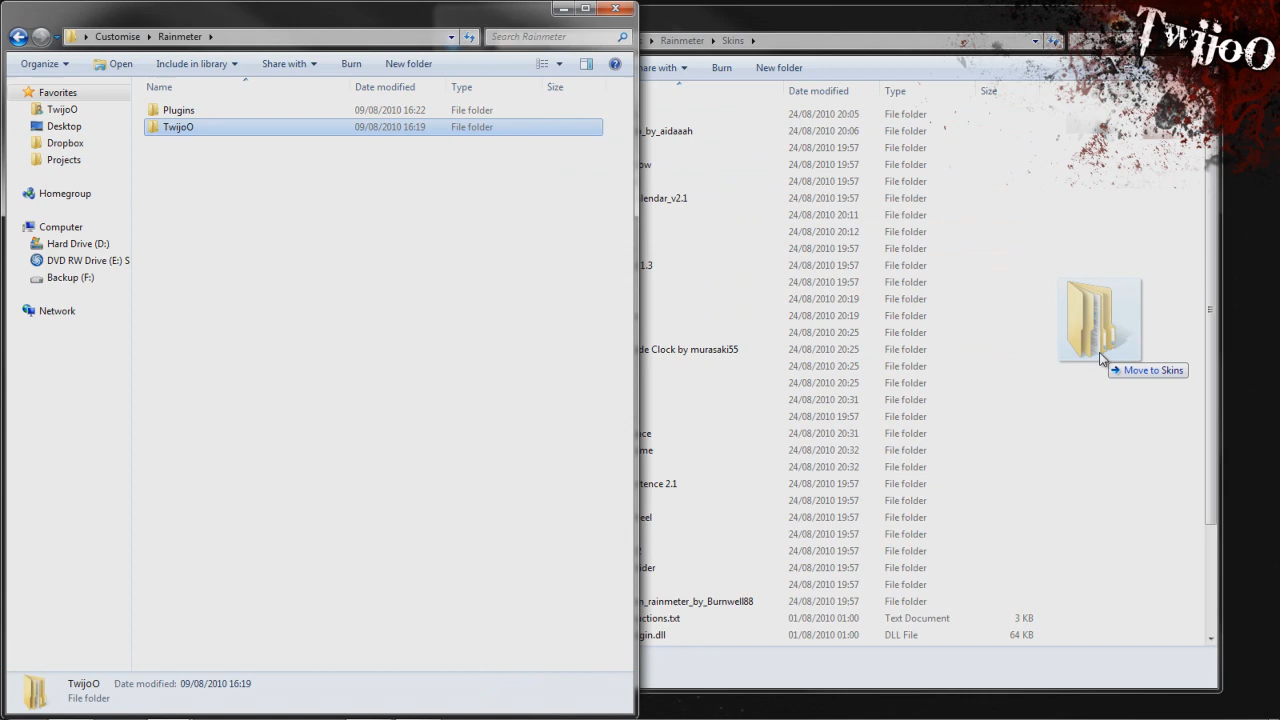 TwijoO
Customise Rainmeter
Search Rainmeter
Rainmeter Skins
Organize Open Include in library Share with Burn New folder
are with Burn New folder
Name Date modified Type Size
Plugins 09/08/2010 16:22 File folder
TwijoO 09/08/2010 16:19 File folder
Favorites
TwijoO
Desktop
Dropbox
Projects
Homegroup
Computer
Hard Drive (D:)
DVD RW Drive (E:) S
Backup (F:)
Network
Date modified Type Size
24/08/2010 20:05 File folder
n_by_aidaaah 24/08/2010 20:06 File folder
24/08/2010 19:57 File folder
ow 24/08/2010 19:57 File folder
24/08/2010 19:57 File folder
lendar_v2.1 24/08/2010 19:57 File folder
24/08/2010 20:11 File folder
24/08/2010 20:12 File folder
24/08/2010 19:57 File folder
1.3 24/08/2010 19:57 File folder
24/08/2010 19:57 File folder
24/08/2010 20:19 File folder
24/08/2010 20:19 File folder
24/08/2010 20:25 File folder
de Clock by murasaki55 24/08/2010 20:25 File folder
24/08/2010 20:25 File folder
24/08/2010 20:25 File folder
24/08/2010 20:31 File folder
24/08/2010 19:57 File folder
ice 24/08/2010 20:31 File folder
me 24/08/2010 20:32 File folder
24/08/2010 20:32 File folder
tence 2.1 24/08/2010 19:57 File folder
24/08/2010 19:57 File folder
eel 24/08/2010 19:57 File folder
24/08/2010 19:57 File folder
24/08/2010 19:57 File folder
ider 24/08/2010 19:57 File folder
24/08/2010 19:57 File folder
n_rainmeter_by_Burnwell88 24/08/2010 19:57 File folder
ctions.txt 01/08/2010 01:00 Text Document 3 KB
gin.dll 01/08/2010 01:00 DLL File 64 KB
Move to Skins
TwijoO Date modified: 09/08/2010 16:19
File folder